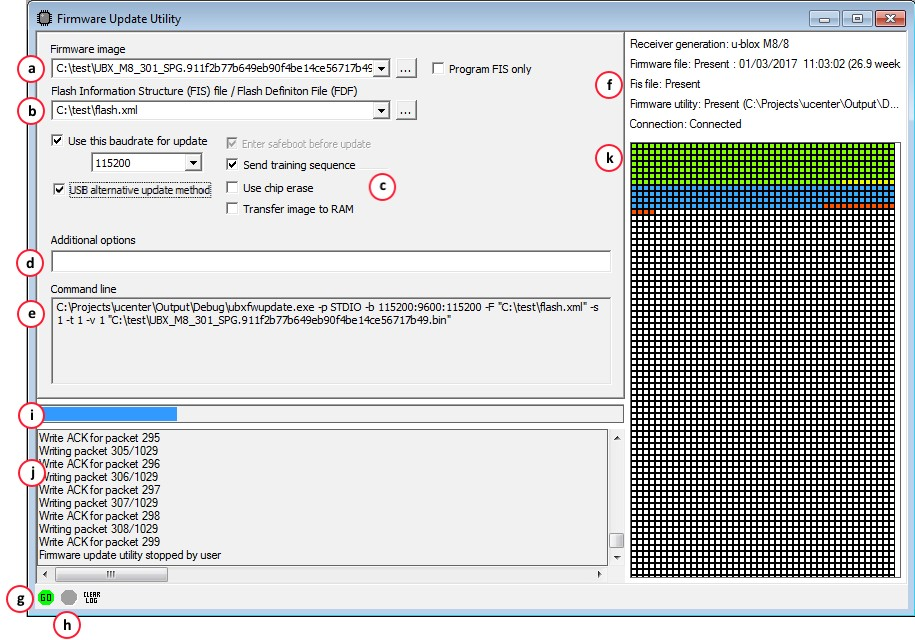 Firmware Update Utility
Firmware image
a
C:\test\UBX_M8_301_SPG.911f2b77b649eb90f4be14ce56717b49
...
Program FIS only
Flash Information Structure (FIS) file / Flash Definiton File (FDF)
b
C:\test\flash.xml
...
Use this baudrate for update
115200
USB alternative update method
Enter safeboot before update
Send training sequence
Use chip erase
c
Transfer image to RAM
Additional options
d
Command line
e
C:\Projects\ucenter\Output\Debug\ubxfwupdate.exe -p STDIO -b 115200:9600:115200 -F "C:\test\flash.xml" -s
1 -t 1 -v 1 "C:\test\UBX_M8_301_SPG.911f2b77b649eb90f4be14ce56717b49.bin"
i
j
Write ACK for packet 295
Writing packet 305/1029
Write ACK for packet 296
Writing packet 306/1029
Write ACK for packet 297
Writing packet 307/1029
Write ACK for packet 298
Writing packet 308/1029
Write ACK for packet 299
Firmware update utility stopped by user
g
GO
CLEAR
LOG
h
Receiver generation: u-blox M8/8
Firmware file: Present : 01/03/2017 11:03:02 (26.9 week
f
Fis file: Present
Firmware utility: Present (C:\Projects\ucenter\Output\D...
Connection: Connected
k